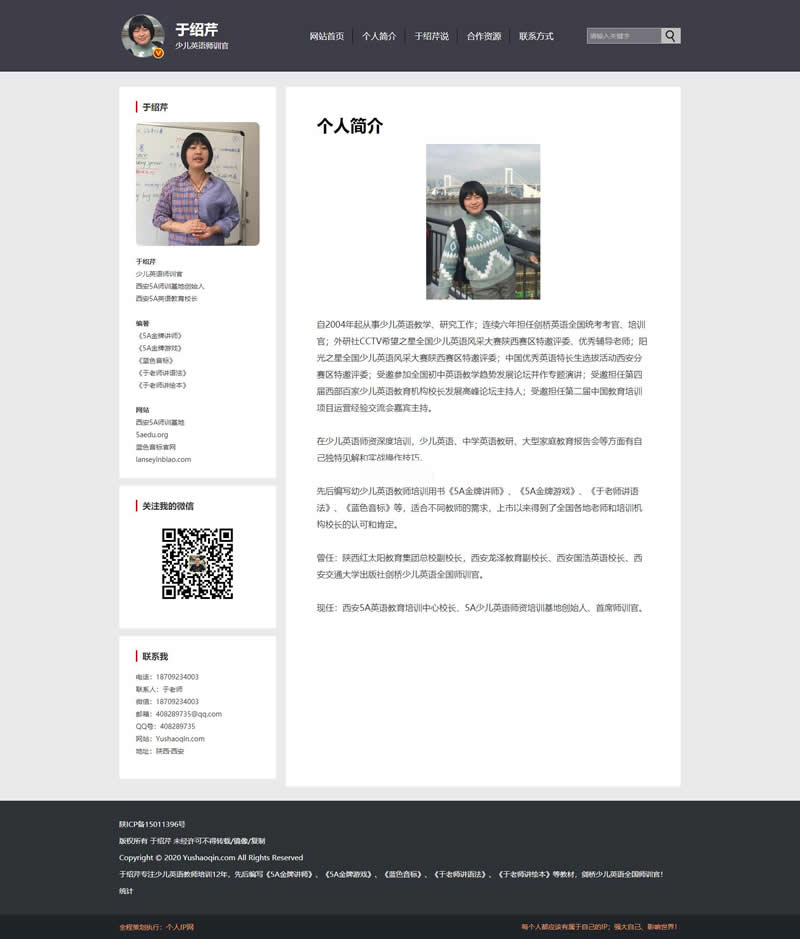 于绍芹
少儿英语师训官
网站首页
个人简介
于绍芹说
合作资源
联系方式
请输入关键字
于绍芹
于绍芹
少儿英语师训官
西安5A师训基地创始人
西安5A英语教育校长
编著
《5A金牌讲师》
《5A金牌游戏》
《蓝色音标》
《于老师讲语法》
《于老师讲绘本》
网站
西安5A师训基地
5aedu.org
蓝色音标官网
lanseyinbiao.com
关注我的微信
联系我
电话：18709234003
联系人：于老师
微信：18709234003
邮箱：408289735@qq.com
QQ号：408289735
网站：Yushaoqin.com
地址：陕西·西安
个人简介
自2004年起从事少儿英语教学、研究工作；连续六年担任剑桥英语全国统考考官、培训
官；外研社CCTV希望之星全国少儿英语风采大赛陕西赛区特邀评委、优秀辅导老师；阳
光之星全国少儿英语风采大赛陕西赛区特邀评委；中国优秀英语特长生选拔活动西安分
赛区特邀评委；受邀参加全国初中英语教学趋势发展论坛并作专题演讲；受邀担任第四
届西部百家少儿英语教育机构校长发展高峰论坛主持人；受邀担任第二届中国教育培训
项目运营经验交流会嘉宾主持。
在少儿英语师资深度培训，少儿英语、中学英语教研、大型家庭教育报告会等方面有自
己独特见解和实战操作技巧。
先后编写幼少儿英语教师培训用书《5A金牌讲师》、《5A金牌游戏》、《于老师讲语
法》、《蓝色音标》等，适合不同教师的需求，上市以来得到了全国各地老师和培训机
构校长的认可和肯定。
曾任：陕西红太阳教育集团总校副校长，西安龙泽教育副校长、西安国浩英语校长、西
安交通大学出版社剑桥少儿英语全国师训官。
现任：西安5A英语教育培训中心校长、5A少儿英语师资培训基地创始人、首席师训官。
陕ICP备15011396号
版权所有 于绍芹 未经许可不得转载/镜像/复制
Copyright © 2020 Yushaoqin.com All Rights Reserved
于绍芹专注少儿英语教师培训12年，先后编写《5A金牌讲师》、《5A金牌游戏》、《蓝色音标》、《于老师讲语法》、《于老师讲绘本》等教材，剑桥少儿英语全国师训官！
统计
全程策划执行：个人IP网
每个人都应该有属于自己的IP；强大自己、影响世界！